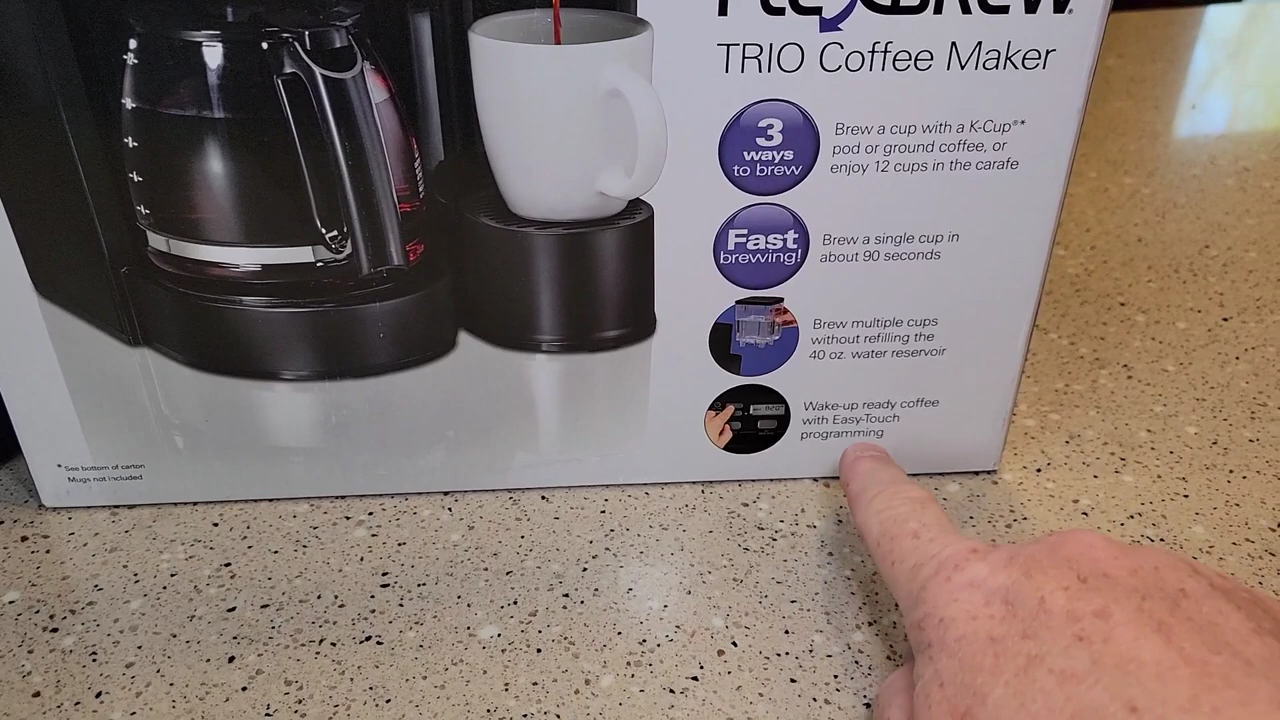 FLEXBREW®
TRIO Coffee Maker
3
ways
to brew
Brew a cup with a K-Cup®*
pod or ground coffee, or
enjoy 12 cups in the carafe
Fast
brewing!
Brew a single cup in
about 90 seconds
Brew multiple cups
without refilling the
40 oz. water reservoir
Wake-up ready coffee
with Easy-Touch
programming
* See bottom of carton
Mugs not included